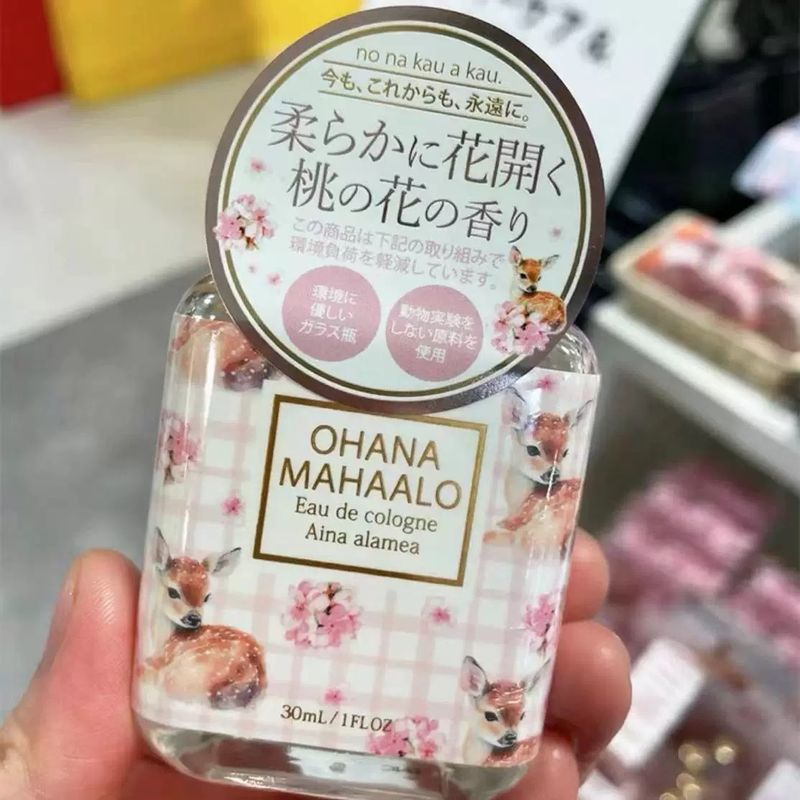 no na kau a kau.
今も、これからも、永遠に。
柔らかに花開く
桃の花の香り
この商品は下記の取り組みで
環境負荷を軽減しています。
環境に
優しい
ガラス瓶
動物実験を
しない原料を
使用
OHANA
MAHAALO
Eau de cologne
Aina alamea
30mL/1FLOZ